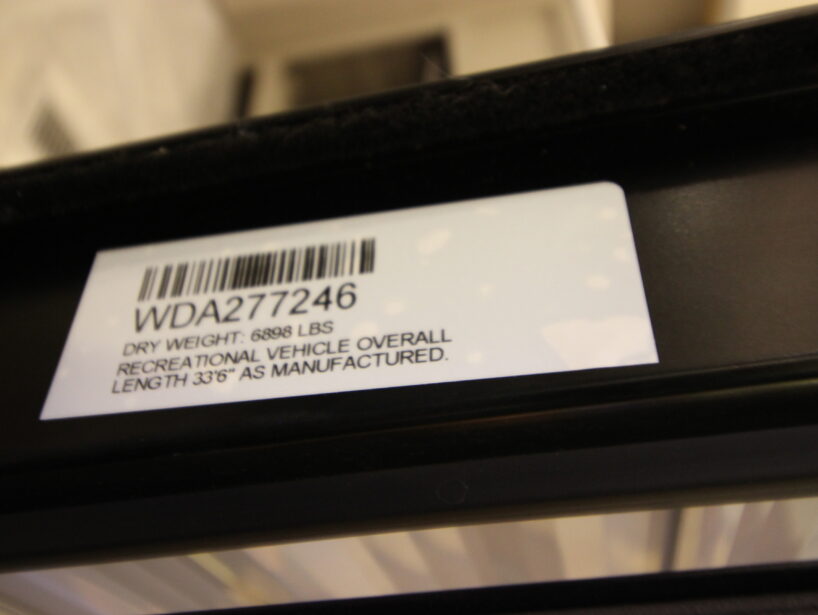 WDA277246
DRY WEIGHT: 6898 LBS
RECREATIONAL VEHICLE OVERALL
LENGTH 33'6" AS MANUFACTURED.